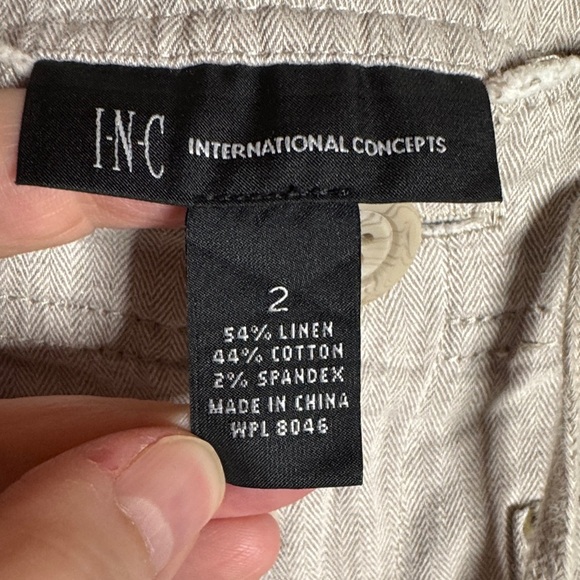 I·N·C INTERNATIONAL CONCEPTS
2
54% LINEN
44% COTTON
2% SPANDEX
MADE IN CHINA
WPL 8046